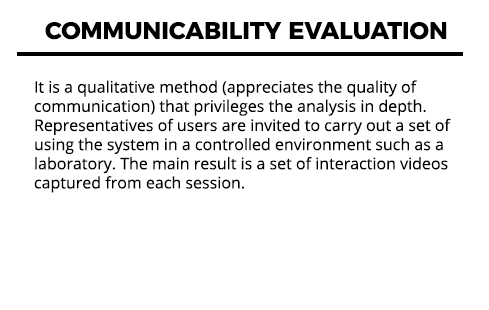 COMMUNICABILITY EVALUATION
It is a qualitative method (appreciates the quality of
communication) that privileges the analysis in depth.
Representatives of users are invited to carry out a set of
using the system in a controlled environment such as a
laboratory. The main result is a set of interaction videos
captured from each session.